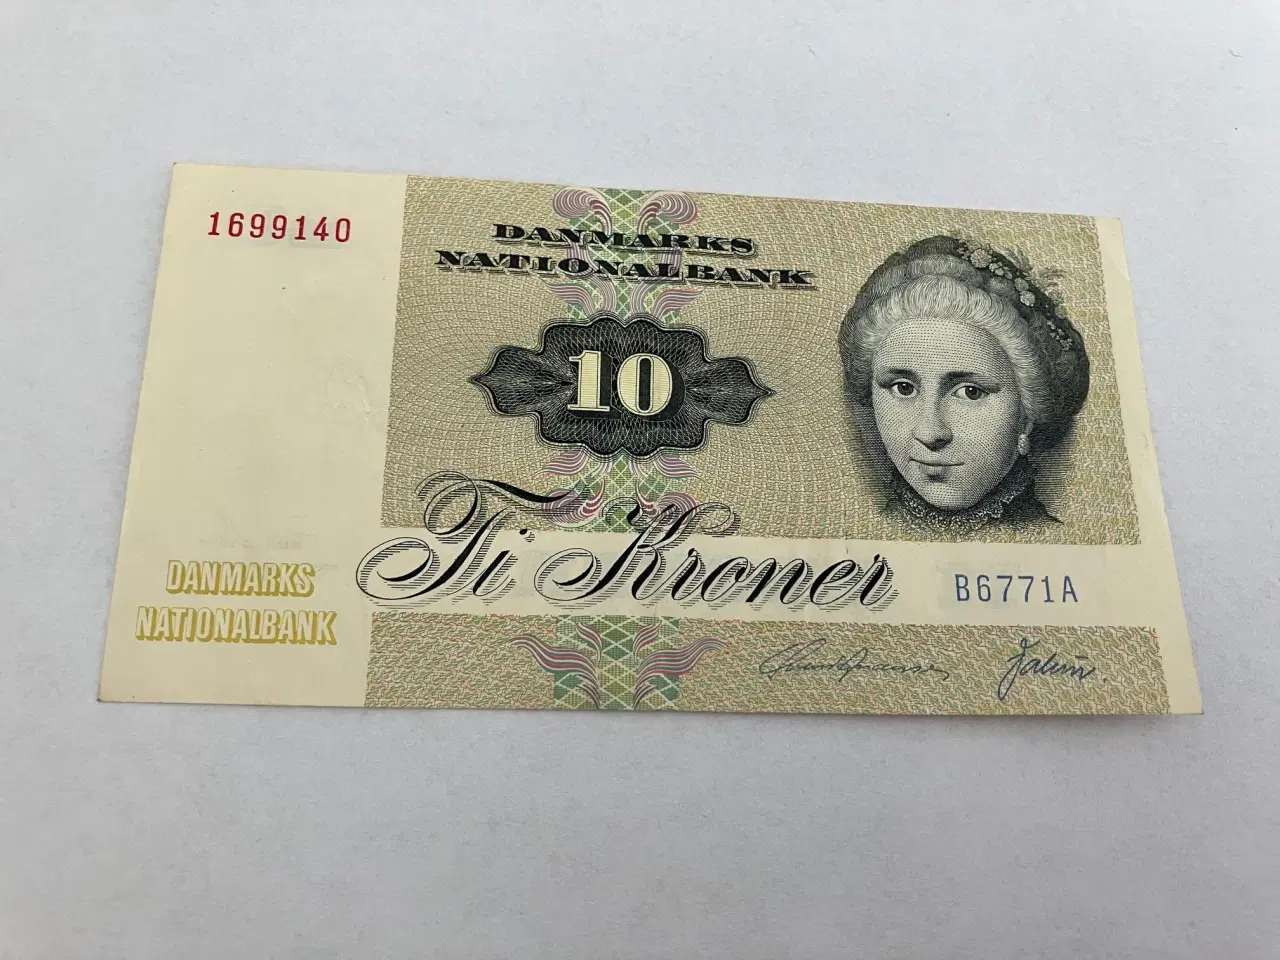 1699140
DANMARKS
NATIONALBANK
10
Ti Kroner
DANMARKS
NATIONALBANK
B6771A